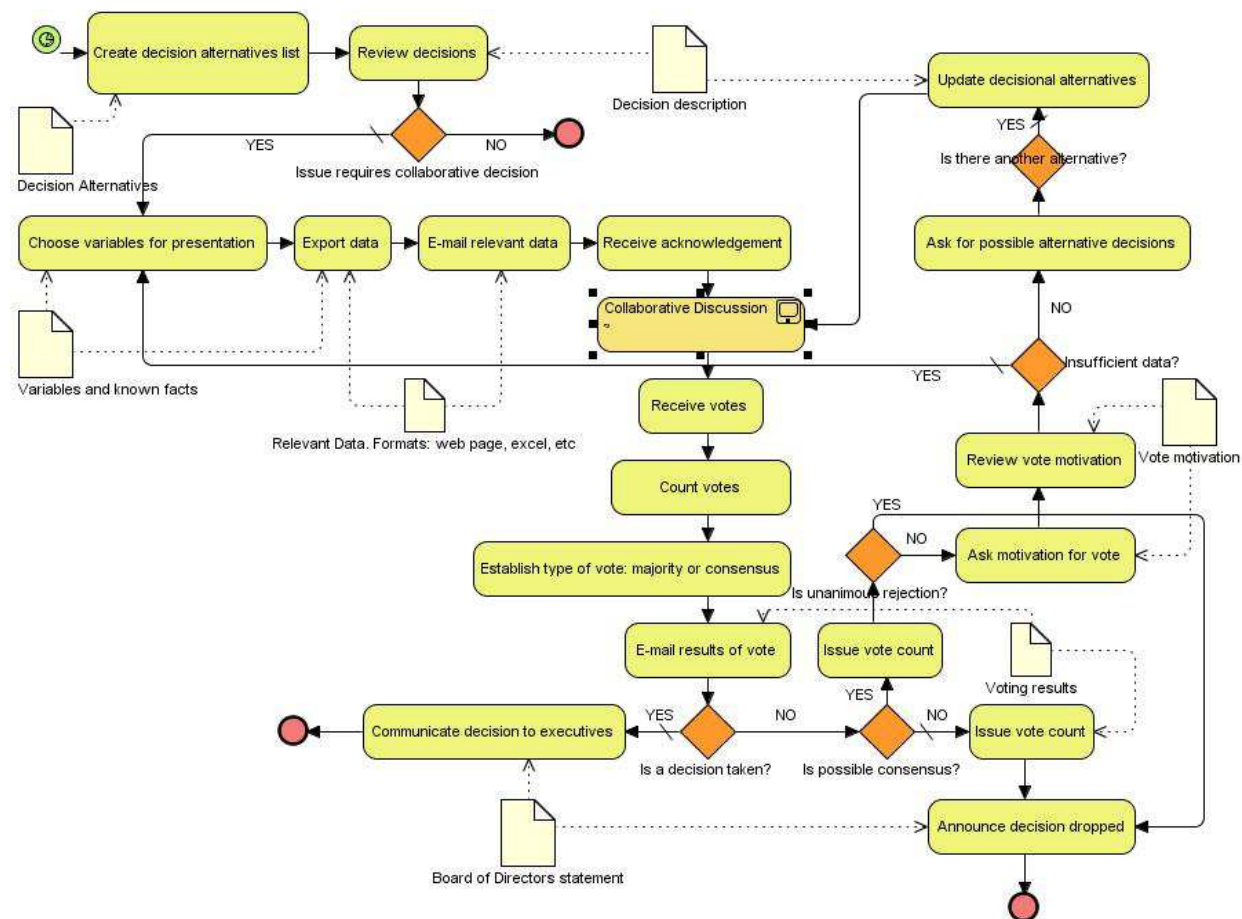 Create decision alternatives list
Review decisions
Update decisional alternatives
Decision description
YES
NO
YES
Issue requires collaborative decision
Is there another alternative?
Decision Alternatives
Choose variables for presentation
Export data
E-mail relevant data
Receive acknowledgement
Ask for possible alternative decisions
Collaborative Discussion
NO
Variables and known facts
YES
Insufficient data?
Receive votes
Relevant Data. Formats: web page, excel, etc
Review vote motivation
Vote motivation
Count votes
YES
NO
Ask motivation for vote
Establish type of vote: majority or consensus
Is unanimous rejection?
E-mail results of vote
Issue vote count
Voting results
YES
Communicate decision to executives
YES
NO
NO
Issue vote count
Is a decision taken?
Is possible consensus?
Announce decision dropped
Board of Directors statement